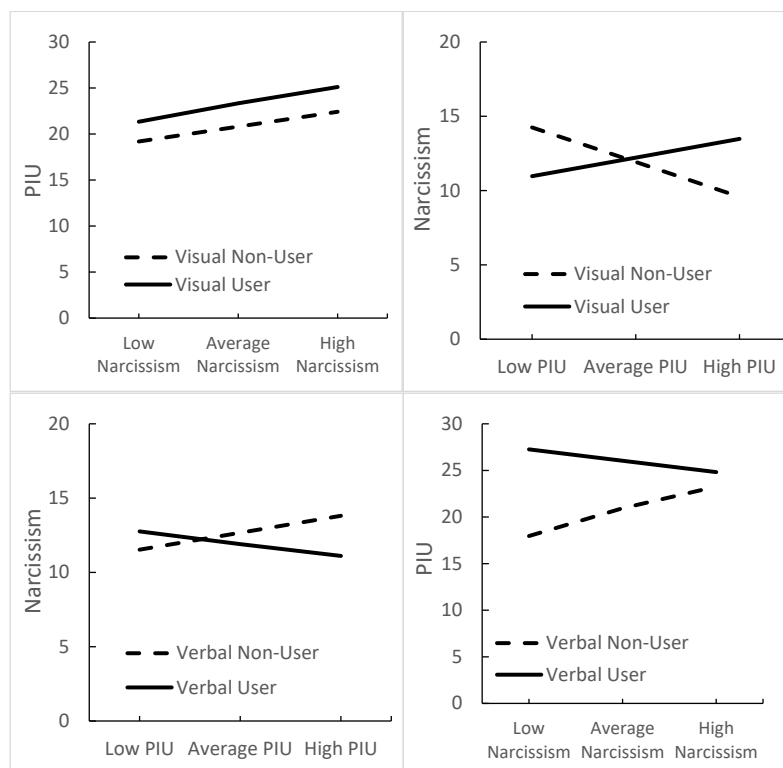 30
25
20
15
10
5
0
PIU
Visual Non-User
Visual User
Low Narcissism
Average Narcissism
High Narcissism
20
15
10
5
0
Narcissism
Visual Non-User
Visual User
Low PIU
Average PIU
High PIU
20
15
10
5
0
Narcissism
Verbal Non-User
Verbal User
Low PIU
Average PIU
High PIU
30
25
20
15
10
5
0
PIU
Verbal Non-User
Verbal User
Low Narcissism
Average Narcissism
High Narcissism